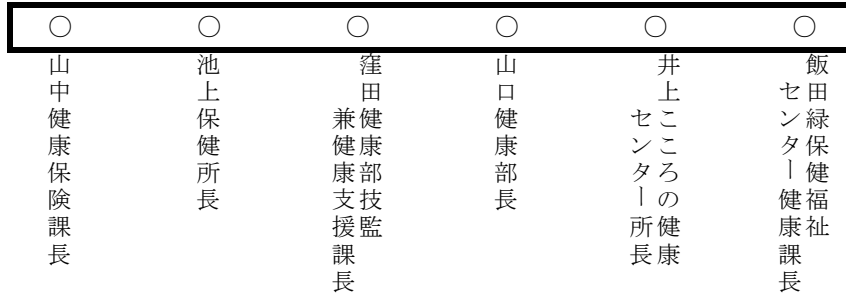 ○ ○ ○ ○ ○ ○
飯田緑保健福祉
センター健康課長
井上こころの健康
センター所長
山口健康部長
窪田健康部技監
兼健康支援課長
池上保健所長
山中健康保険課長